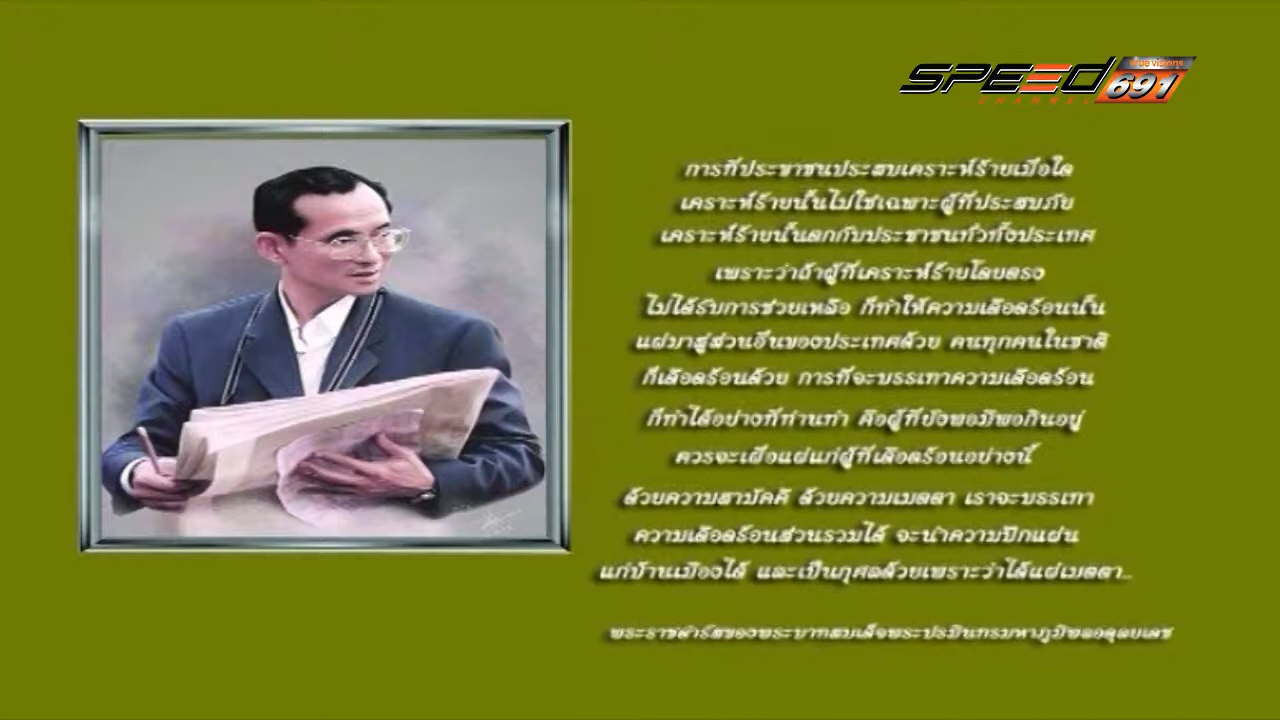 SPEED
CHANNEL
691
การที่ประชาชนประสบเคราะห์ร้ายเมื่อใด
เคราะห์ร้ายนั้นไม่ใช่เฉพาะผู้ที่ประสบภัย
เคราะห์ร้ายนั้นตกกับประชาชนทั่วทั้งประเทศ
เพราะว่าถ้าผู้ที่เคราะห์ร้ายโดยตรง
ไม่ได้รับการช่วยเหลือ ก็ทำให้ความเดือดร้อนนั้น
แผ่มาสู่ส่วนอื่นของประเทศด้วย คนทุกคนในชาติ
ก็เดือดร้อนด้วย การที่จะบรรเทาความเดือดร้อน
ก็ทำได้อย่างที่ท่านทำ คือผู้ที่ยังพอมีพอกินอยู่
ควรจะเผื่อแผ่แก่ผู้ที่เดือดร้อนอย่างนี้
ด้วยความสามัคคี ด้วยความเมตตา เราจะบรรเทา
ความเดือดร้อนส่วนรวมได้ จะนำความปึกแผ่น
แก่บ้านเมืองได้ และเป็นกุศลด้วยเพราะว่าได้แผ่เมตตา..
พระราชดำรัสของพระบาทสมเด็จพระปรมินทรมหาภูมิพลอดุลยเดช